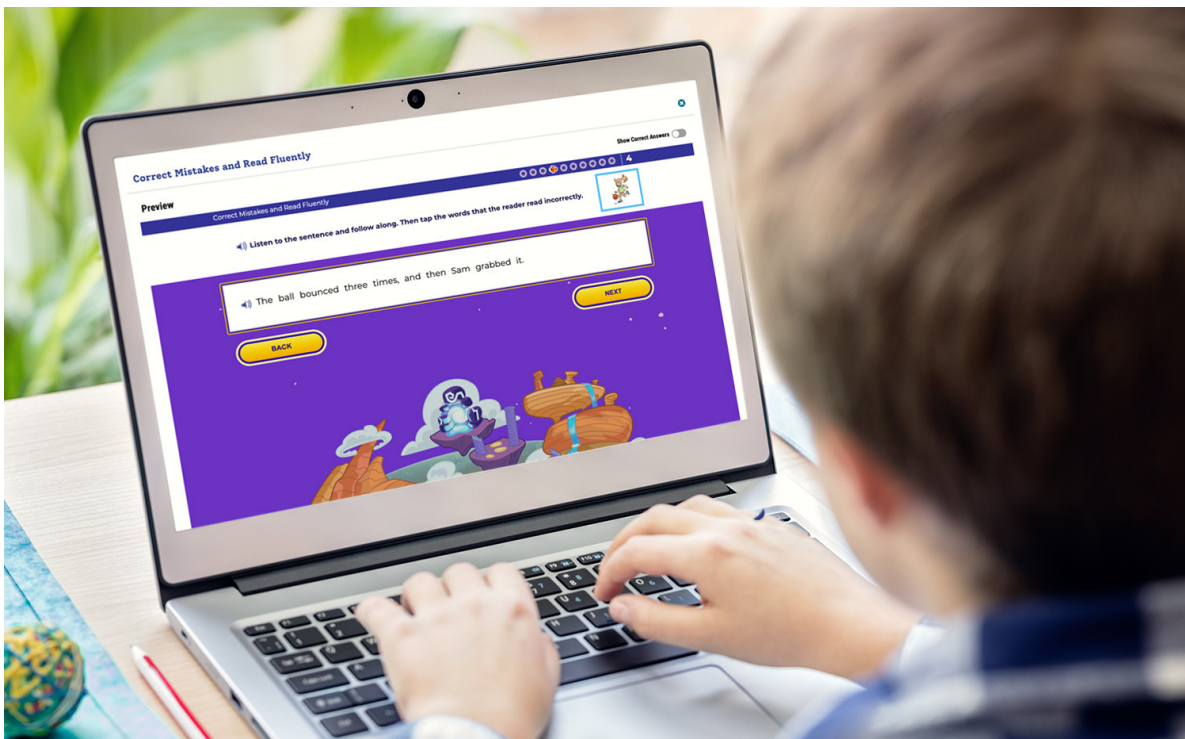 Correct Mistakes and Read Fluently
Show Correct Answers
Preview
Correct Mistakes and Read Fluently
4
Listen to the sentence and follow along. Then tap the words that the reader read incorrectly.
The ball bounced three times, and then Sam grabbed it.
BACK
NEXT